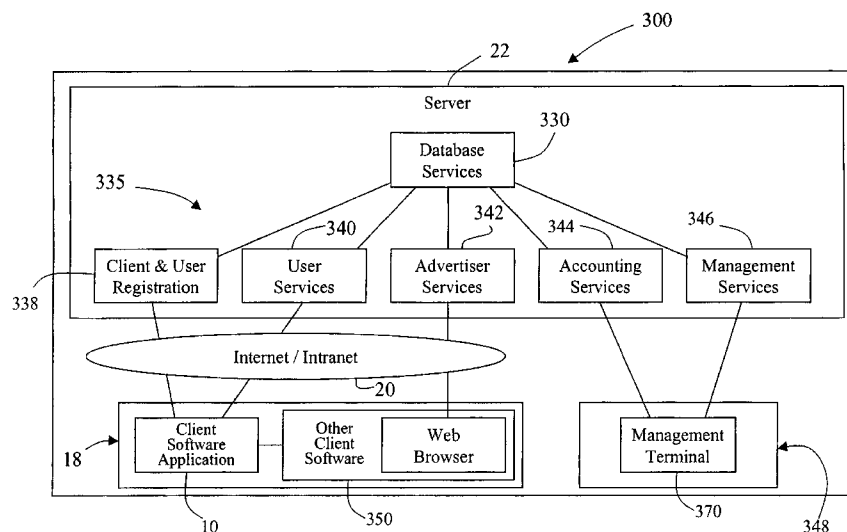 300
22
Server
330
Database
Services
335
340
342
344
346
Client & User
Registration
User
Services
Advertiser
Services
Accounting
Services
Management
Services
338
Internet / Intranet
20
18
Client
Software
Application
Other
Client
Software
Web
Browser
Management
Terminal
10
350
370
348